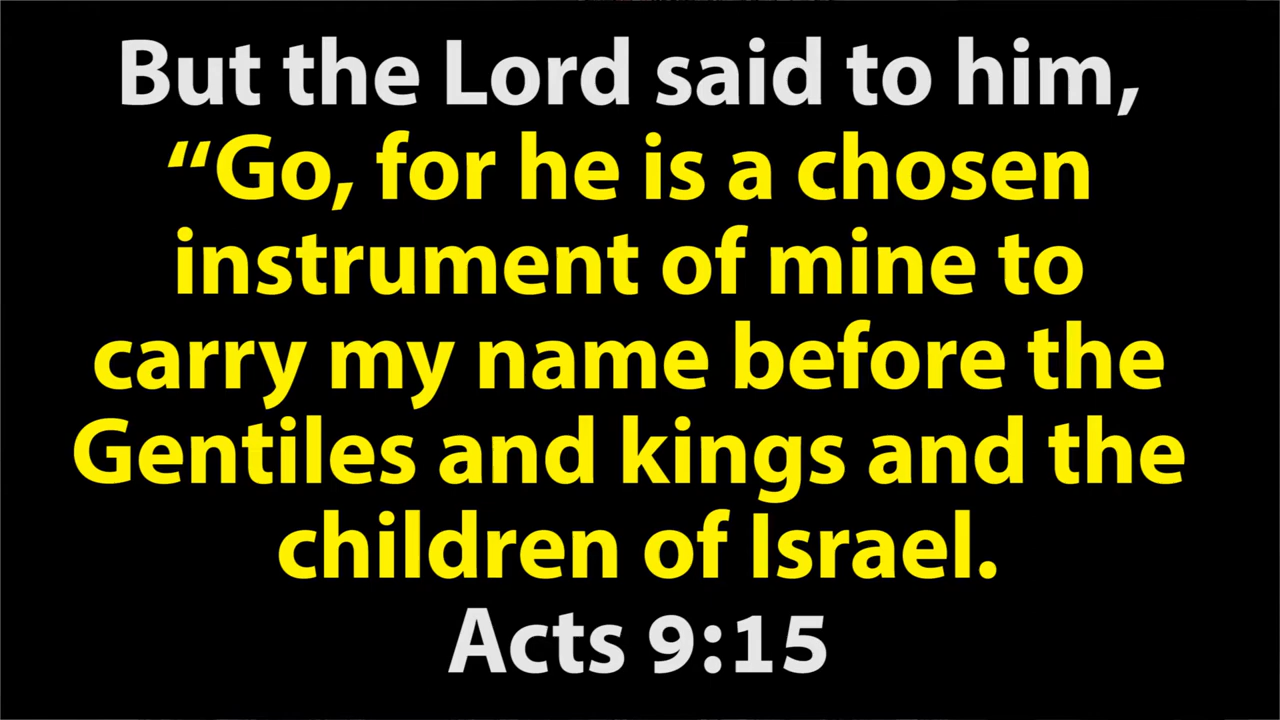 But the Lord said to him,
“Go, for he is a chosen
instrument of mine to
carry my name before the
Gentiles and kings and the
children of Israel.
Acts 9:15